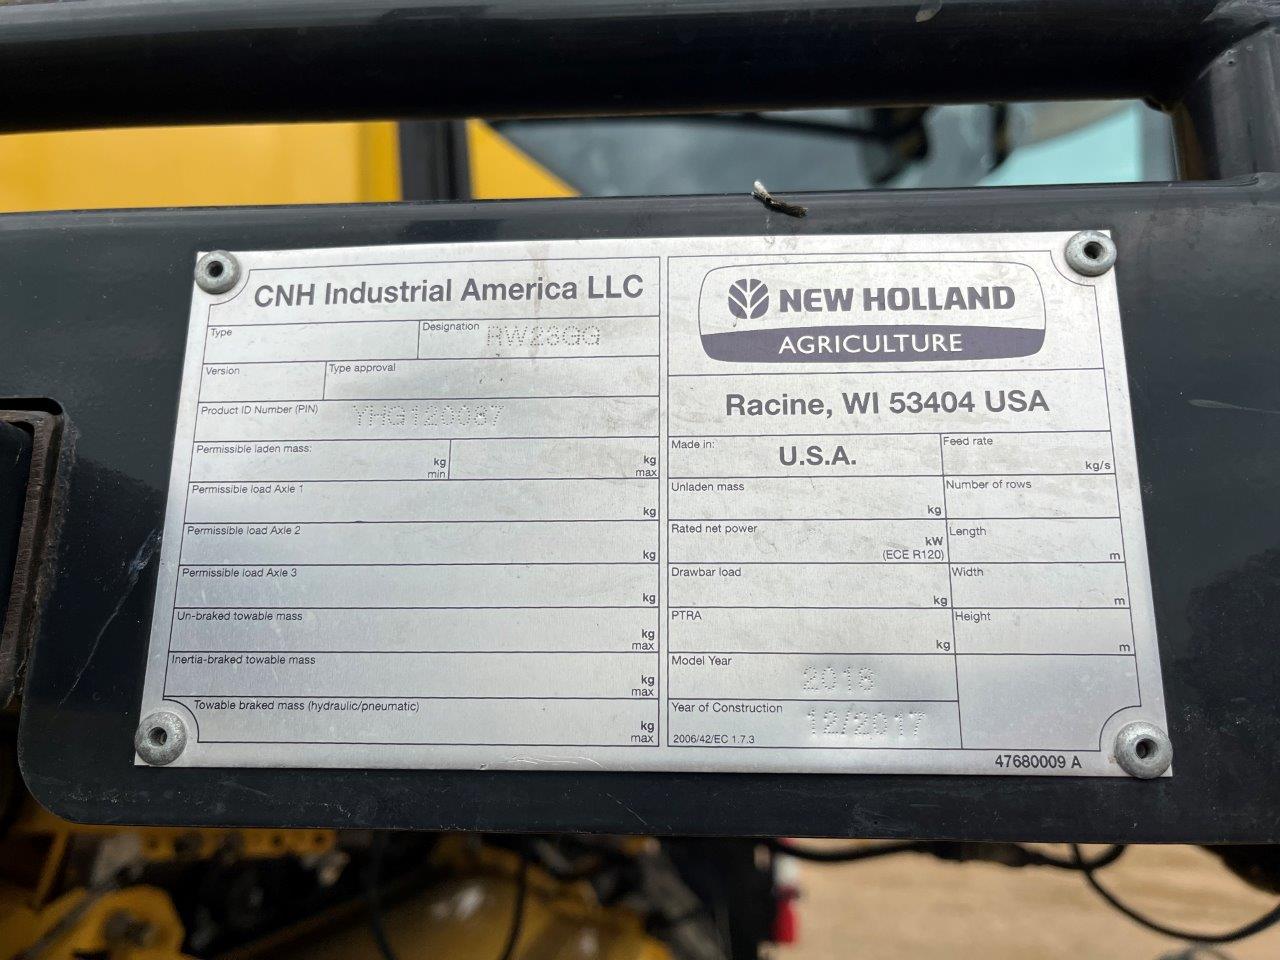 CNH Industrial America LLC
Type
Designation RW23GG
Version
Type approval
Product ID Number (PIN) YHG120087
Permissible laden mass:
kg min
kg max
Permissible load Axle 1
kg
Permissible load Axle 2
kg
Permissible load Axle 3
kg
Un-braked towable mass
kg max
Inertia-braked towable mass
kg max
Towable braked mass (hydraulic/pneumatic)
kg max
NEW HOLLAND
AGRICULTURE
Racine, WI 53404 USA
Made in: U.S.A.
Feed rate
kg/s
Unladen mass
kg
Number of rows
Rated net power
kW
(ECE R120)
Length
m
Drawbar load
kg
Width
m
PTRA
kg
Height
m
Model Year 2018
Year of Construction 12/2017
2006/42/EC 1.7.3
47680009 A